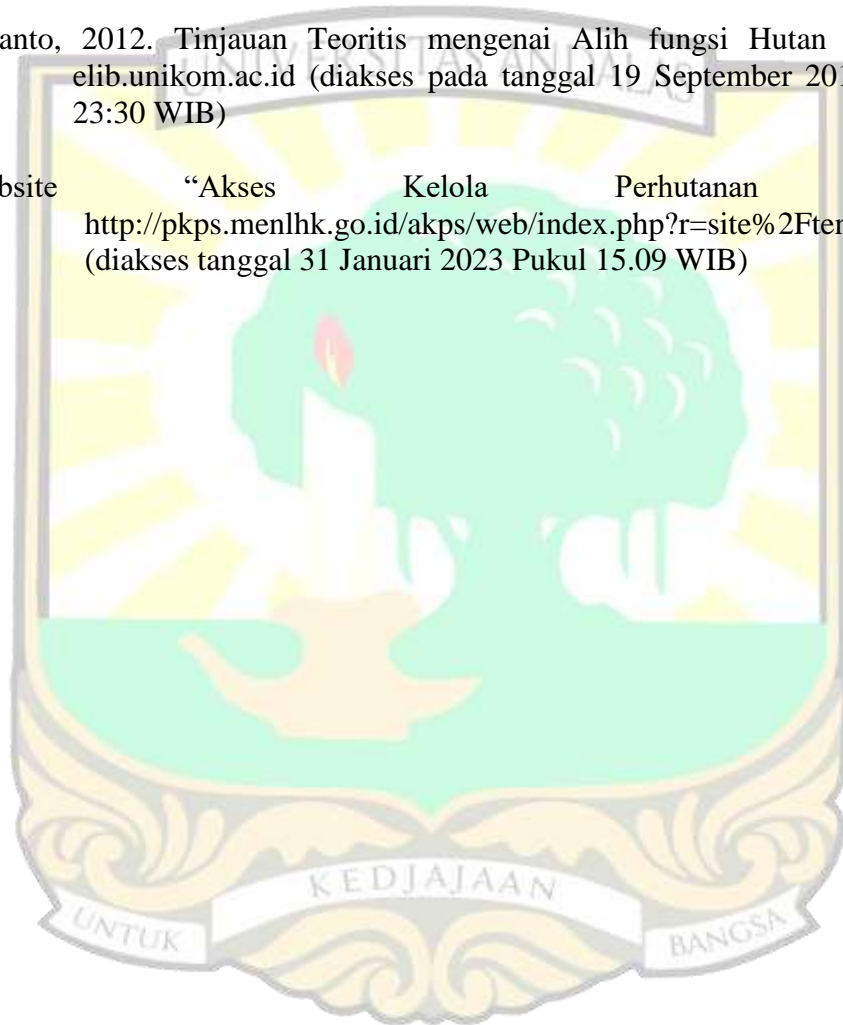 anto, 2012. Tinjauan Teoritis mengenai Alih fungsi Hutan
elib.unikom.ac.id (diakses pada tanggal 19 September 201
23:30 WIB)
bsite "Akses Kelola Perhutanan
http://pkps.menlhk.go.id/akps/web/index.php?r=site%2Fter
(diakses tanggal 31 Januari 2023 Pukul 15.09 WIB)
UNIVERSITAS ANDALAS
KEDJAJAAN
UNTUK
BANGSA